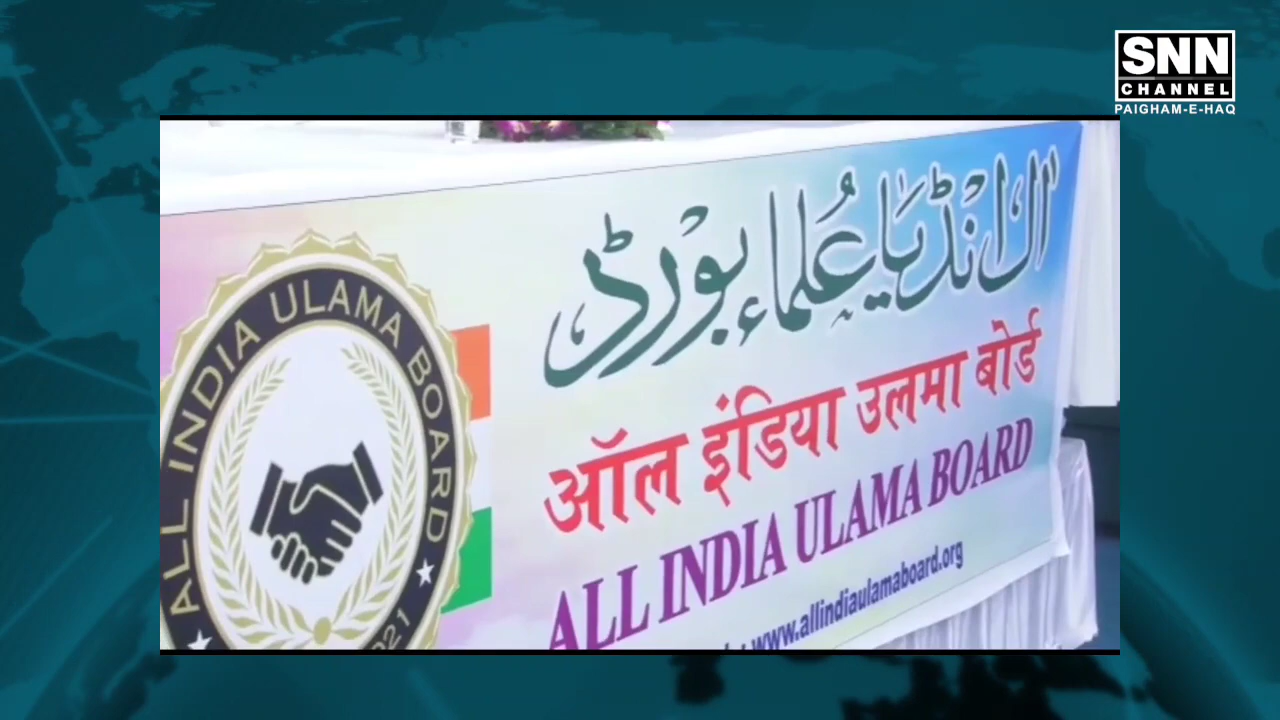 SNN
CHANNEL
PAIGHAM-E-HAQ
آل انڈیا عُلماء بورڈ
ऑल इंडिया उलमा बोर्ड
ALL INDIA ULAMA BOARD
www.allindiaulamaboard.org
ALL INDIA ULAMA BOARD